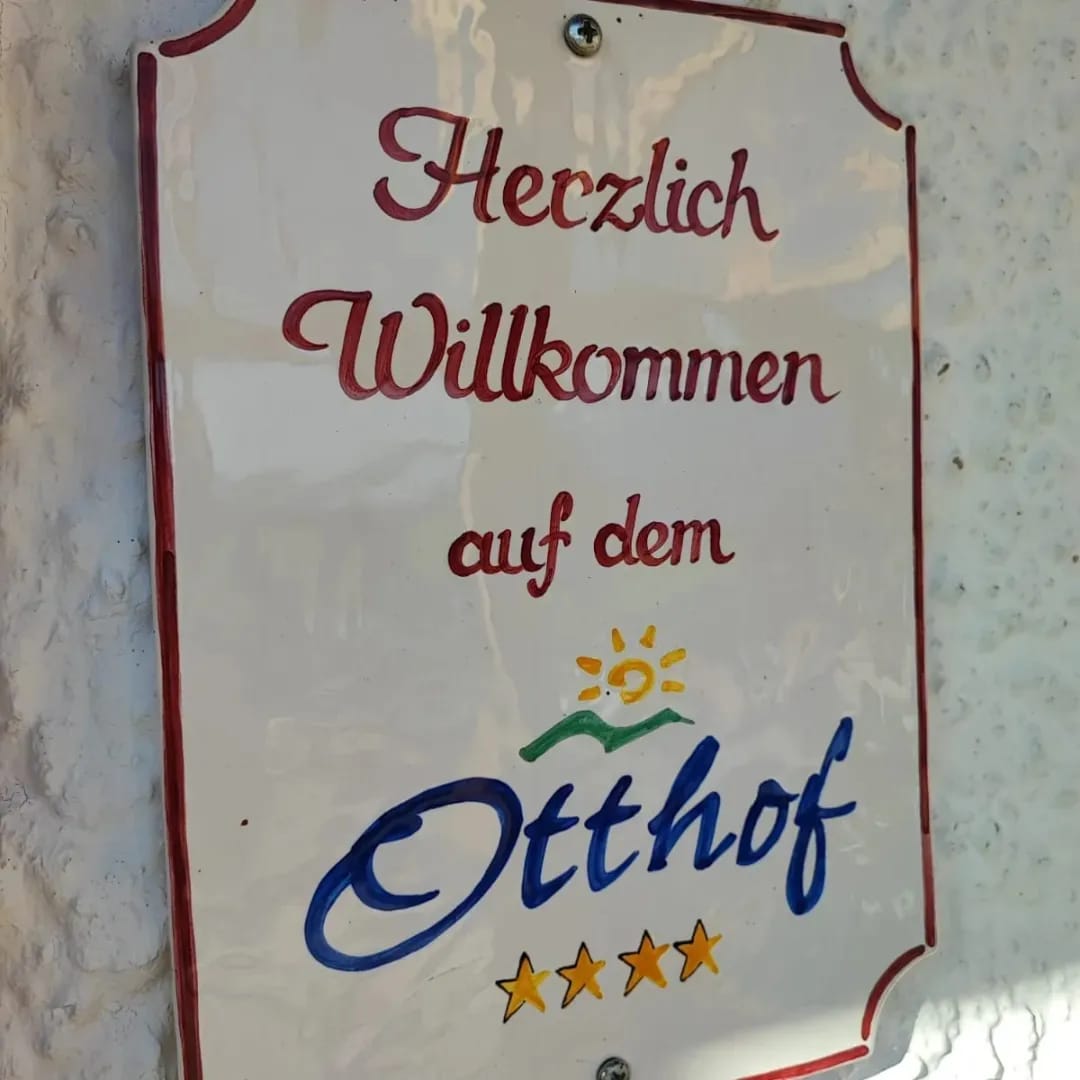 Herzlich
Willkommen
auf dem
Otthof